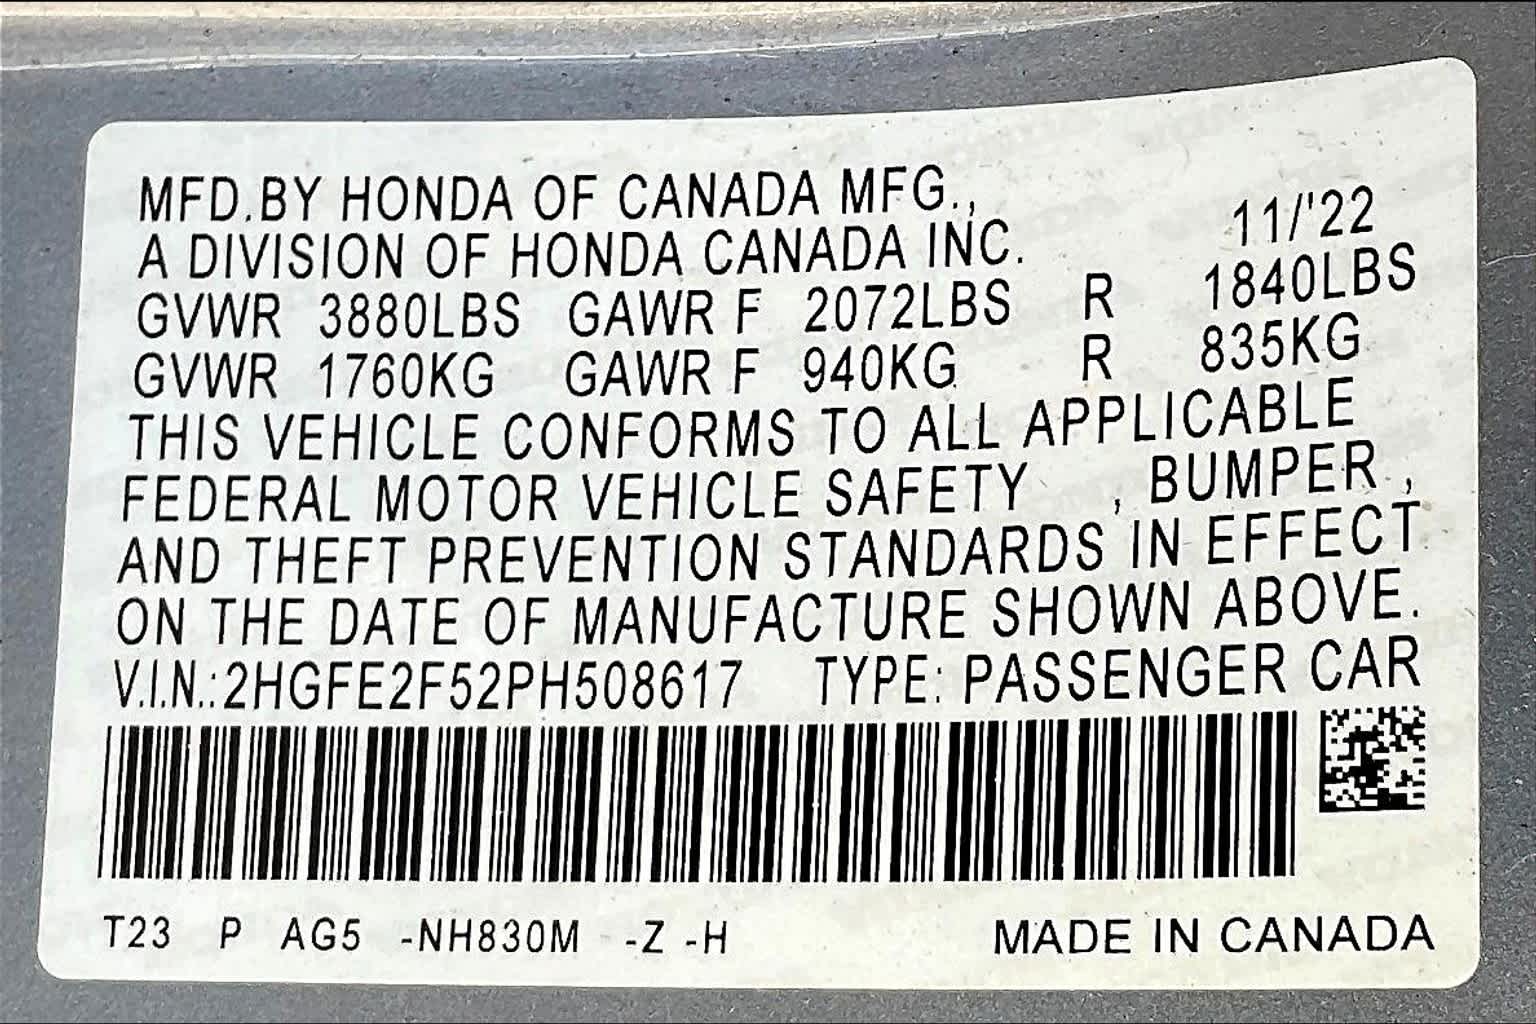 MFD.BY HONDA OF CANADA MFG.,
A DIVISION OF HONDA CANADA INC. 11/'22
GVWR 3880LBS GAWR F 2072LBS R 1840LBS
GVWR 1760KG GAWR F 940KG R 835KG
THIS VEHICLE CONFORMS TO ALL APPLICABLE
FEDERAL MOTOR VEHICLE SAFETY , BUMPER ,
AND THEFT PREVENTION STANDARDS IN EFFECT
ON THE DATE OF MANUFACTURE SHOWN ABOVE.
V.I.N.:2HGFE2F52PH508617 TYPE: PASSENGER CAR
T23 P AG5 -NH830M -Z -H MADE IN CANADA